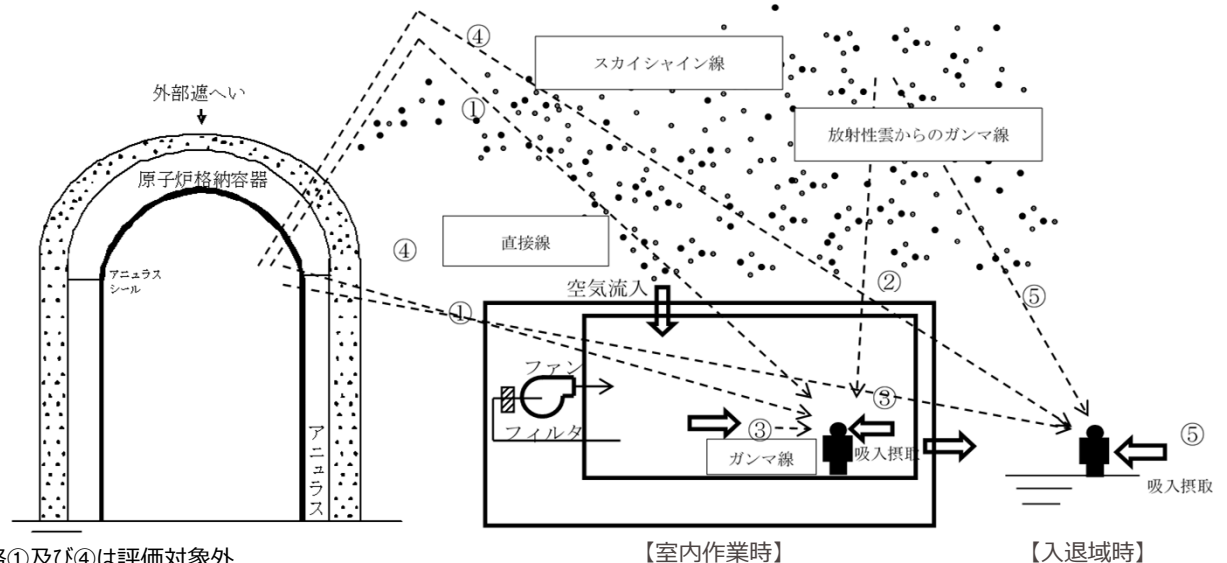 ④
スカイシャイン線
外部遮へい
①
放射性雲からのガンマ線
原子炉格納容器
直接線
④
アニュラス
シール
空気流入
②
⑤
①
ファン
フィルタ
③
③
ガンマ線
吸入摂取
⑤
吸入摂取
アニュラス
①及び④は評価対象外
【室内作業時】
【入退域時】